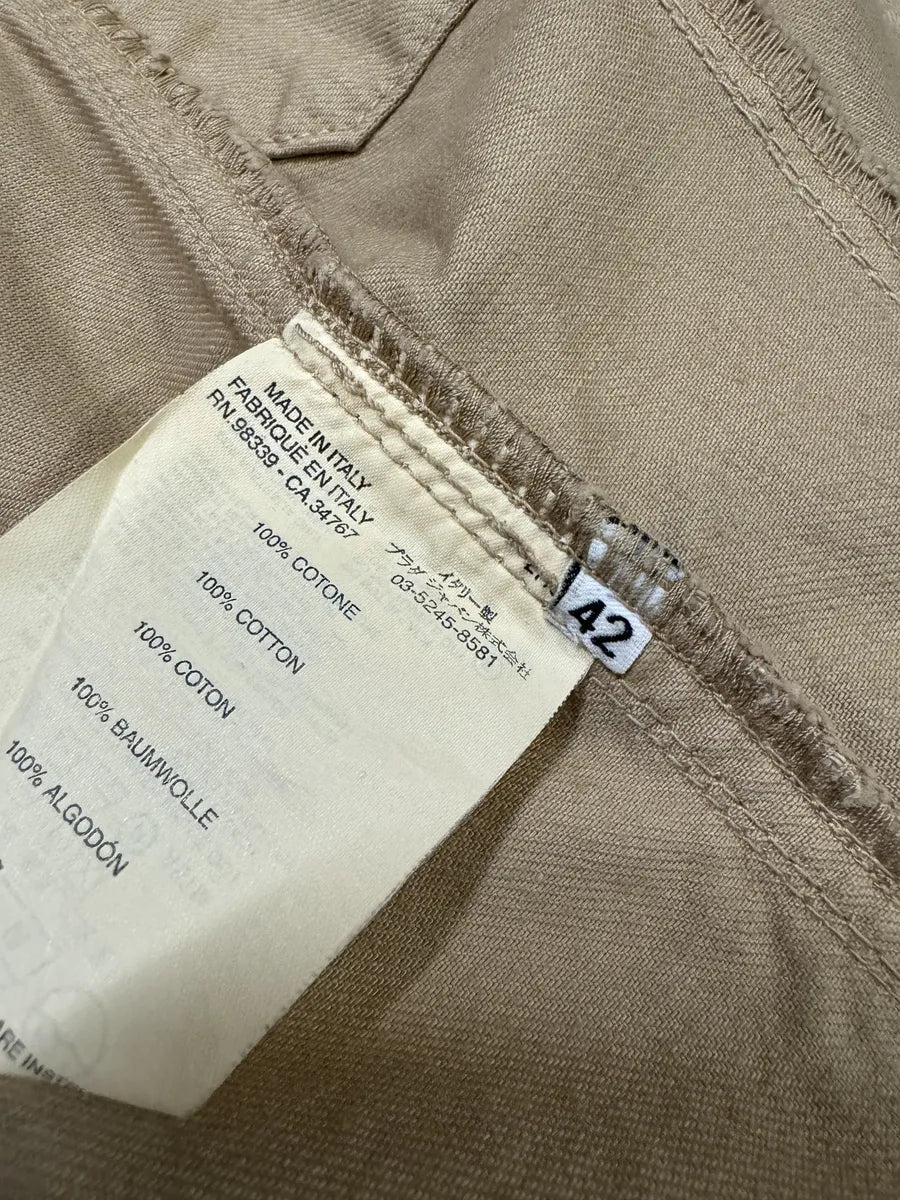 MADE IN ITALY
FABRIQUÉ EN ITALY
RN.98339 - CA.34767
イタリー製
プラダ ジャパン株式会社
03-5245-8581
100% COTONE
100% COTTON
100% COTON
100% BAUMWOLLE
100% ALGODÓN
42